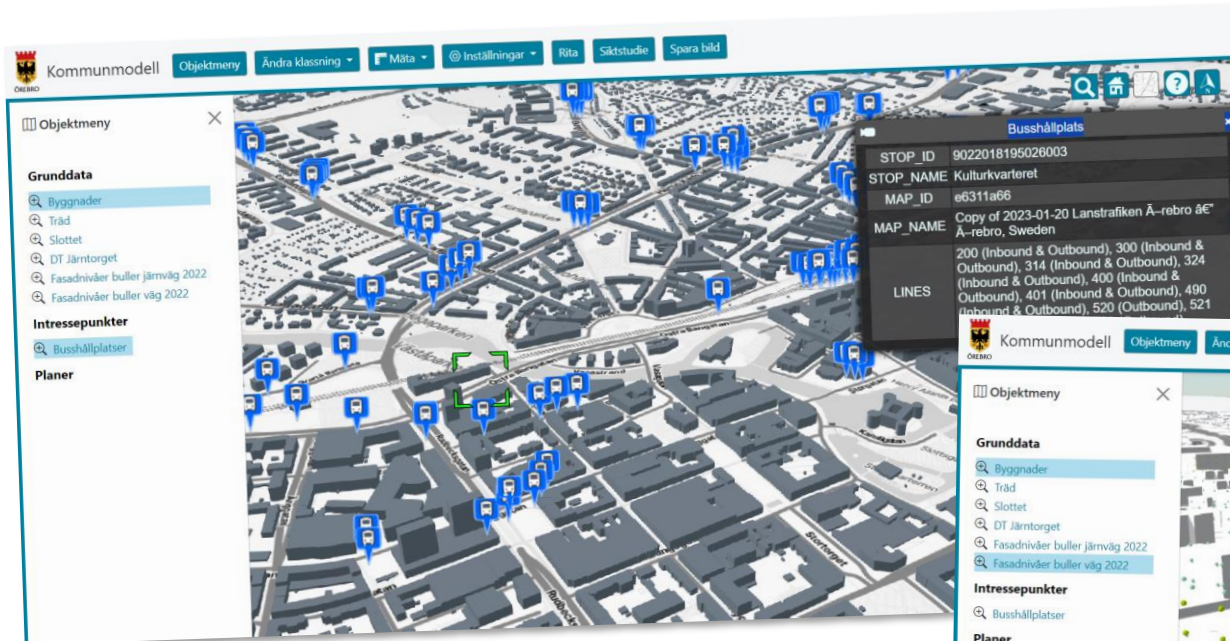 ÖREBRO
Kommunmodell
Objektmeny
Ändra klassning
Mäta
Inställningar
Rita
Siktstudie
Spara bild
Objektmeny
Grunddata
Byggnader
Träd
Slottet
DT Järntorget
Fasadnivåer buller järnväg 2022
Fasadnivåer buller väg 2022
Intressepunkter
Busshållplatser
Planer
?
Busshållplats
STOP_ID 9022018195026003
STOP_NAME Kulturkvarteret
MAP_ID e6311a66
MAP_NAME Copy of 2023-01-20 Lanstrafiken Ã–rebro â€”
Ã–rebro, Sweden
LINES 200 (Inbound & Outbound), 300 (Inbound &
Outbound), 314 (Inbound & Outbound), 324
(Inbound & Outbound), 400 (Inbound &
Outbound), 401 (Inbound & Outbound), 490
(Inbound & Outbound), 520 (Outbound), 521
Storgatan
Stortorget
ÖREBRO
Kommunmodell
Objektmeny
Objektmeny
Grunddata
Byggnader
Träd
Slottet
DT Järntorget
Fasadnivåer buller järnväg 2022
Fasadnivåer buller väg 2022
Intressepunkter
Busshållplatser
Planer